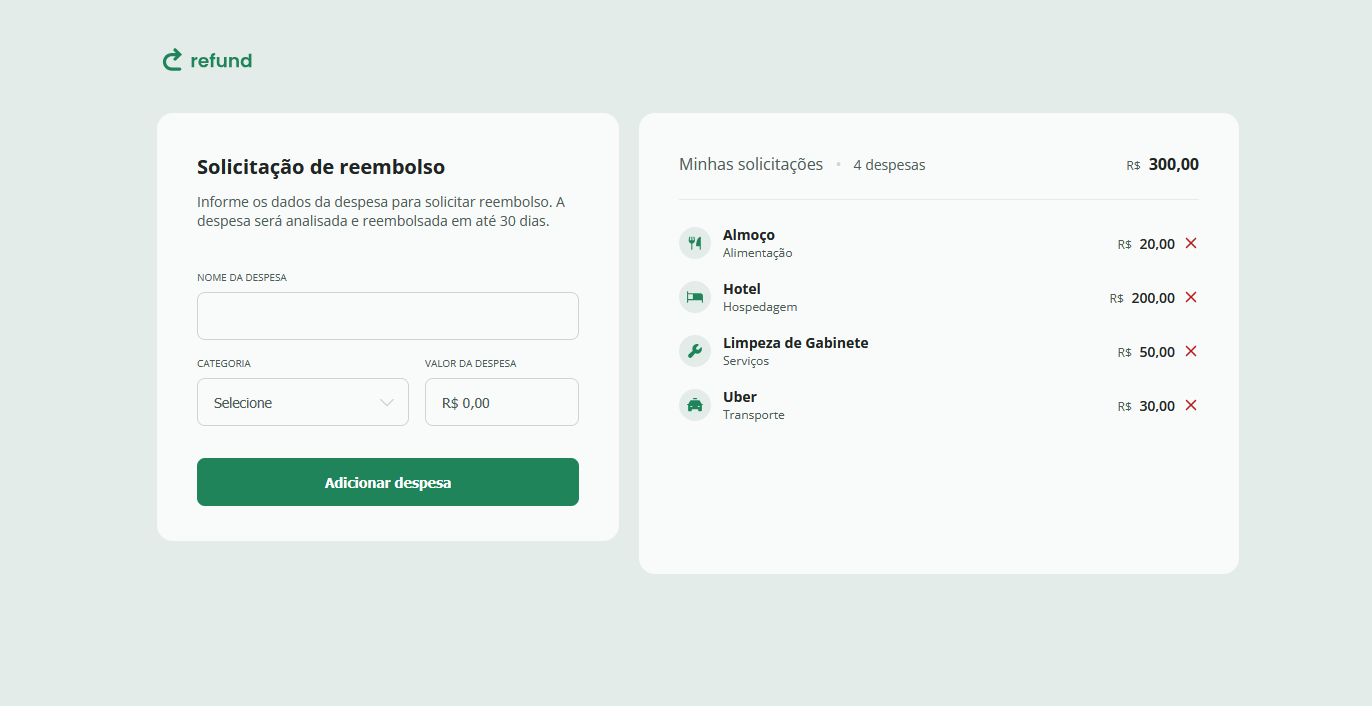 refund
Solicitação de reembolso
Informe os dados da despesa para solicitar reembolso. A
despesa será analisada e reembolsada em até 30 dias.
NOME DA DESPESA
CATEGORIA
VALOR DA DESPESA
Selecione
R$ 0,00
Adicionar despesa
Minhas solicitações • 4 despesas R$ 300,00
Almoço
Alimentação
R$ 20,00
Hotel
Hospedagem
R$ 200,00
Limpeza de Gabinete
Serviços
R$ 50,00
Uber
Transporte
R$ 30,00